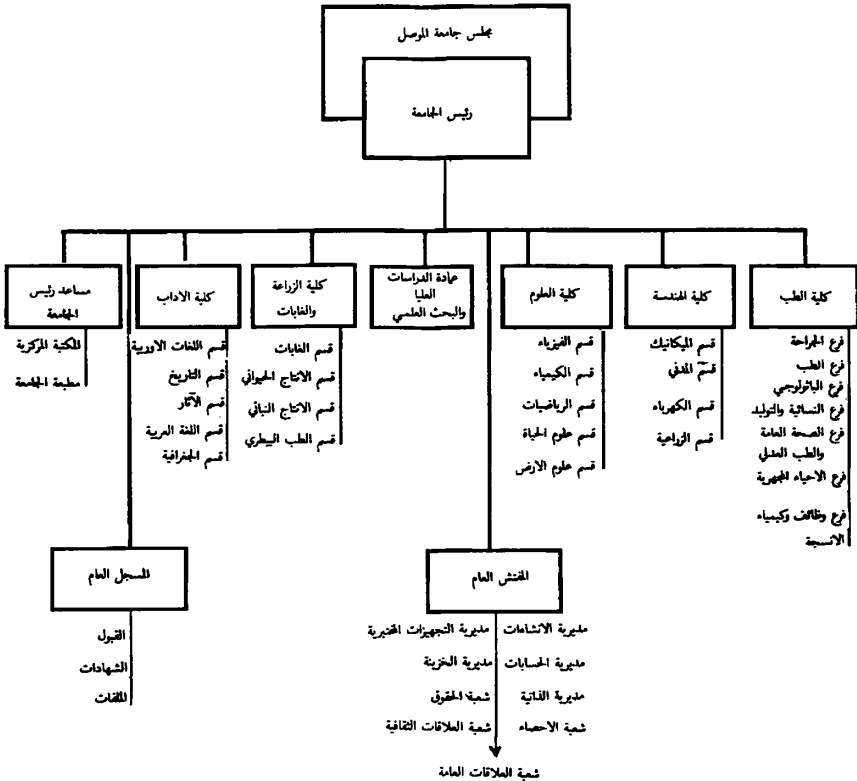 مجلس جامعة الموصل
رئيس الجامعة
كلية الطب
فرع الجراحة
فرع الطب
فرع الباثولوجي
فرع النسائية والتوليد
فرع الصحة العامة
والطب العدلي
فرع الاحياء المجهرية
فرع وظائف وكيمياء
الانسجة
كلية الهندسة
قسم الميكانيك
قسم المدني
قسم الكهرباء
قسم الزراعية
كلية العلوم
قسم الفيزياء
قسم الكيمياء
قسم الرياضيات
قسم علوم الحياة
قسم علوم الارض
عمادة الدراسات
العليا
والبحث العلمي
كلية الزراعة
والغابات
قسم الغابات
قسم الانتاج الحيواني
قسم الانتاج النباتي
قسم الطب البيطري
كلية الاداب
قسم اللغات الاوربية
قسم التاريخ
قسم الآثار
قسم اللغة العربية
قسم الجغرافية
مساعد رئيس
الجامعة
المكتبة المركزية
مطبعة الجامعة
المفتش العام
مديرية الانشاءات
مديرية التجهيزات المختبرية
مديرية الحسابات
مديرية الخزينة
مديرية الذاتية
شعبة الحقوق
شعبة الاحصاء
شعبة العلاقات الثقافية
شعبة العلاقات العامة
المسجل العام
القبول
الشهادات
الملفات